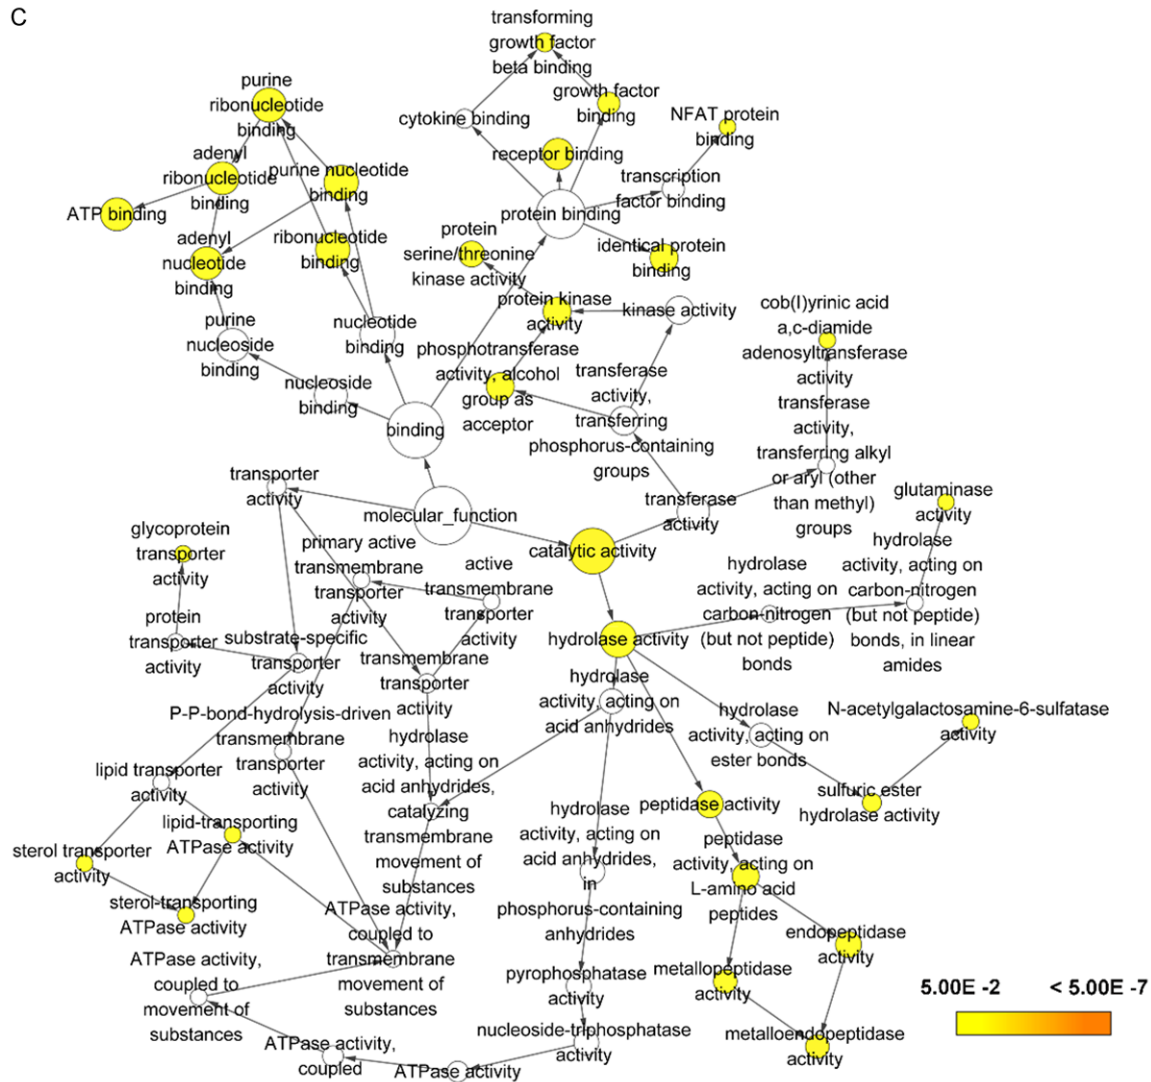 C
transforming
growth factor
beta binding
purine
ribonucleotide
binding
growth factor
binding
cytokine binding
NFAT protein
binding
adenyl
ribonucleotide
binding
purine nucleotide
binding
receptor binding
transcription
factor binding
ATP binding
protein binding
adenyl
nucleotide
binding
ribonucleotide
binding
protein
serine/threonine
kinase activity
identical protein
binding
protein kinase
activity
kinase activity
cob(I)yrinic acid
a,c-diamide
adenosyltransferase
activity
purine
nucleoside
binding
nucleotide
binding
phosphotransferase
activity, alcohol
group as
acceptor
transferase
activity,
transferring
phosphorus-containing
groups
nucleoside
binding
transferase
activity,
transferring alkyl
or aryl (other
than methyl)
groups
binding
transporter
activity
molecular_function
transferase
activity
glutaminase
activity
glycoprotein
transporter
activity
primary active
transmembrane
transporter
activity
active
transmembrane
transporter
activity
catalytic activity
hydrolase
activity, acting on
carbon-nitrogen
(but not peptide)
bonds
hydrolase
activity, acting on
carbon-nitrogen
(but not peptide)
bonds, in linear
amides
protein
transporter
activity
substrate-specific
transporter
activity
transmembrane
transporter
activity
hydrolase activity
hydrolase
activity, acting on
acid anhydrides
P-P-bond-hydrolysis-driven
transmembrane
transporter
activity
hydrolase
activity, acting on
acid anhydrides,
catalyzing
transmembrane
movement of
substances
hydrolase
activity, acting on
ester bonds
N-acetylgalactosamine-6-sulfatase
activity
lipid transporter
activity
lipid-transporting
ATPase activity
hydrolase
activity, acting on
acid anhydrides,
in
phosphorus-containing
anhydrides
peptidase activity
sulfuric ester
hydrolase activity
sterol transporter
activity
peptidase
activity, acting on
L-amino acid
peptides
sterol-transporting
ATPase activity
ATPase activity,
coupled to
transmembrane
movement of
substances
endopeptidase
activity
ATPase activity,
coupled to
movement of
substances
pyrophosphatase
activity
metallopeptidase
activity
5.00E -2 < 5.00E -7
nucleoside-triphosphatase
activity
metalloendopeptidase
activity
ATPase activity,
coupled
ATPase activity